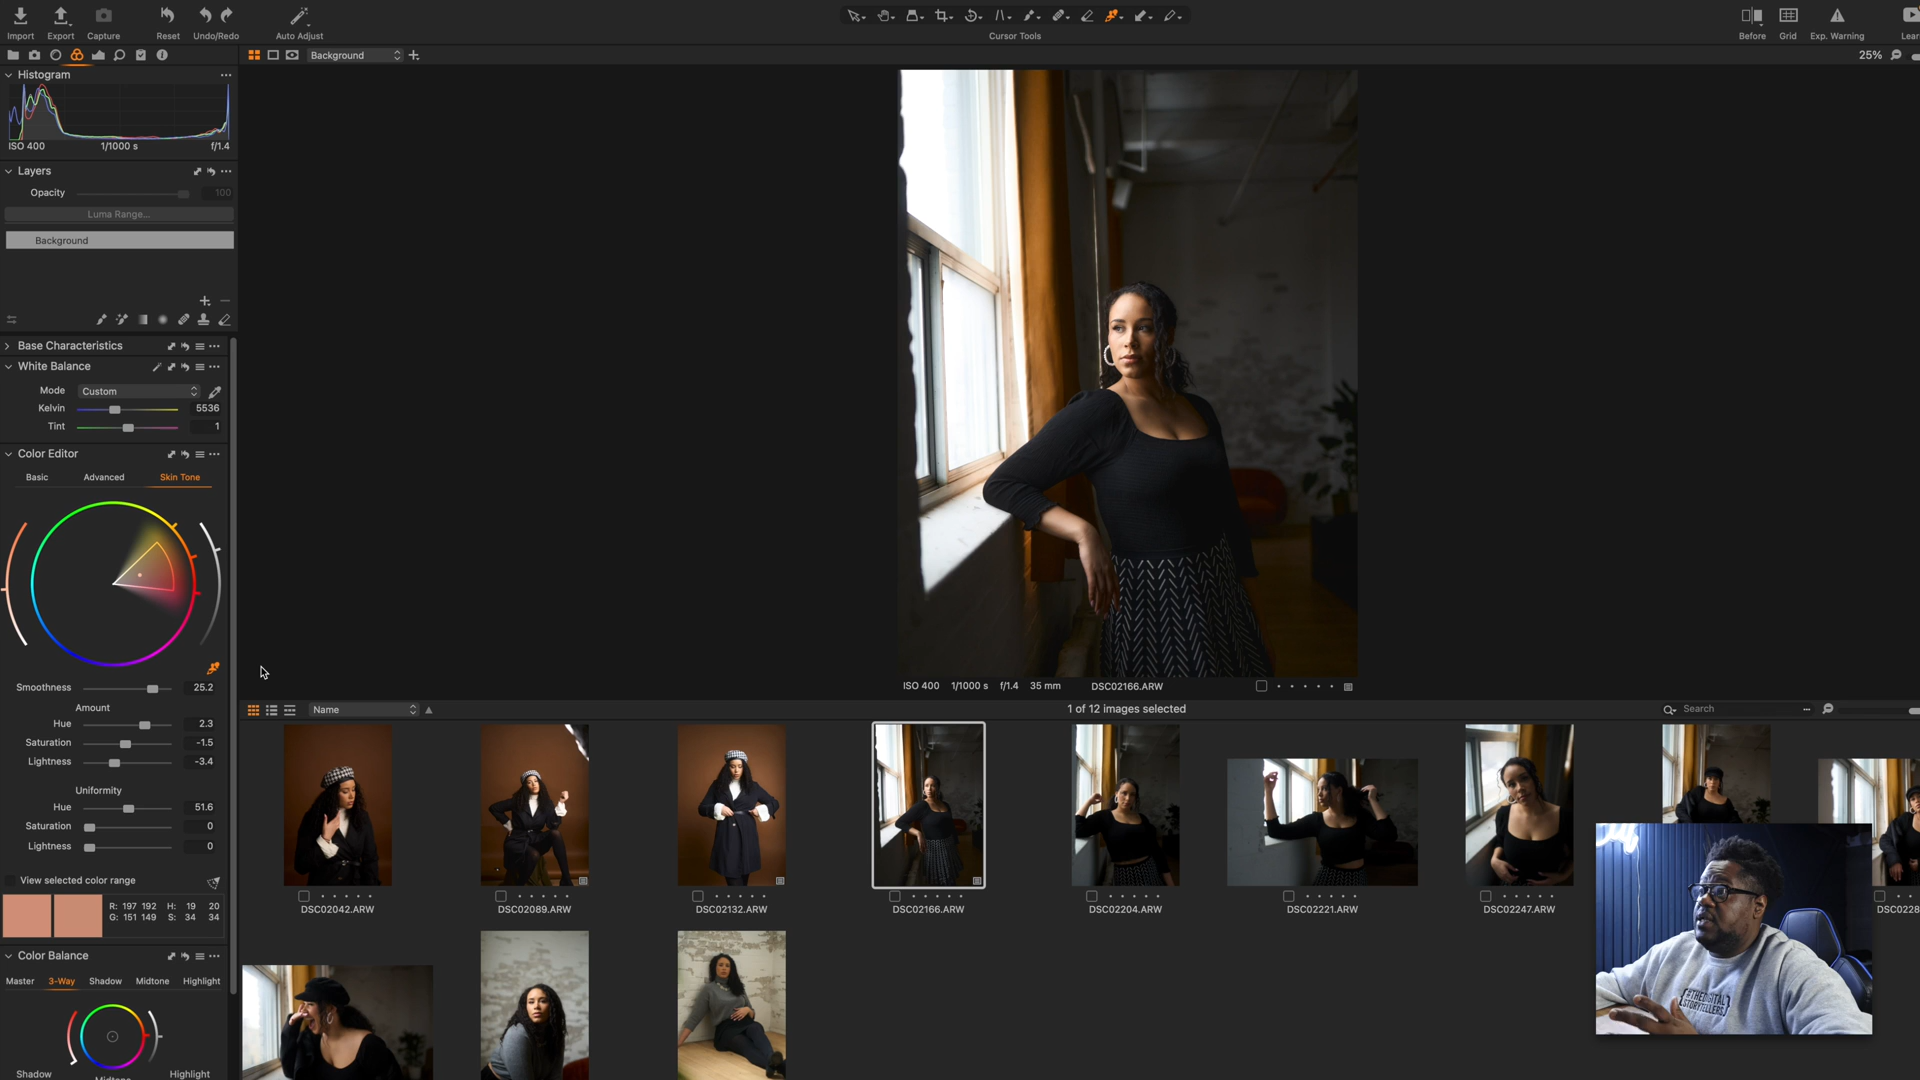 Import Export Capture Reset Undo/Redo Auto Adjust Cursor Tools Before Grid Exp. Warning Lear
Background 25%
Histogram
ISO 400 1/1000 s f/1.4
Layers
Opacity 100
Luma Range...
Background
Base Characteristics
White Balance
Mode Custom
Kelvin 5536
Tint 1
Color Editor
Basic Advanced Skin Tone
Smoothness 25.2
Amount
Hue 2.3
Saturation -1.5
Lightness -3.4
Uniformity
Hue 51.6
Saturation 0
Lightness 0
View selected color range
R: 197 192 H: 19 20
G: 151 149 S: 34 34
Color Balance
Master 3-Way Shadow Midtone Highlight
Shadow Midtone Highlight
ISO 400 1/1000 s f/1.4 35 mm DSC02166.ARW
Name 1 of 12 images selected Search
DSC02042.ARW DSC02089.ARW DSC02132.ARW DSC02166.ARW DSC02204.ARW DSC02221.ARW DSC02247.ARW DSC028
#THEDIGITAL
STORYTELLERS